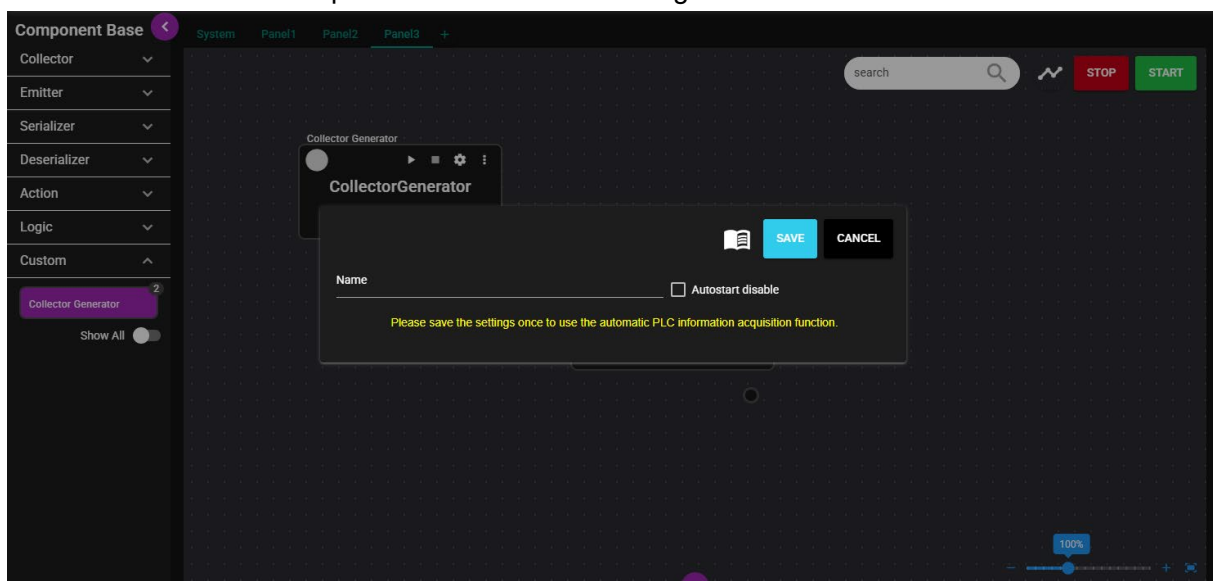 Component Base
System Panel1 Panel2 Panel3 +
Collector
Emitter
Serializer
Deserializer
Action
Logic
Custom
Collector Generator
2
Show All
search
STOP
START
Collector Generator
CollectorGenerator
SAVE
CANCEL
Name
Autostart disable
Please save the settings once to use the automatic PLC information acquisition function.
100%